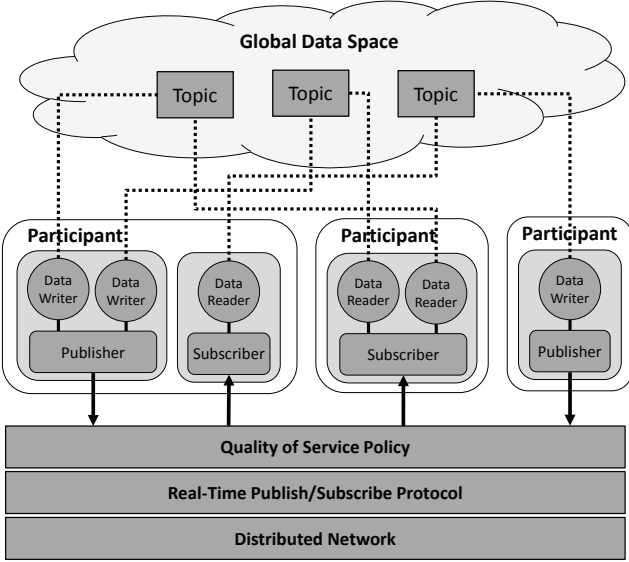 Global Data Space
Topic
Topic
Topic
Participant
Participant
Participant
Data
Writer
Data
Writer
Data
Reader
Data
Reader
Data
Reader
Data
Writer
Publisher
Subscriber
Subscriber
Publisher
Quality of Service Policy
Real-Time Publish/Subscribe Protocol
Distributed Network